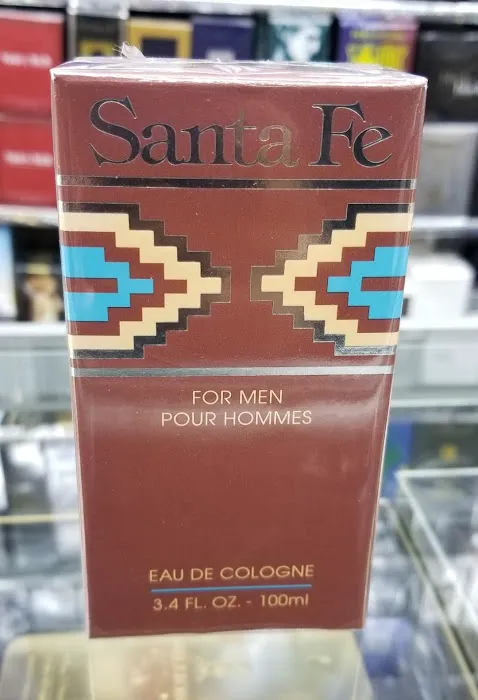 Santa Fe
FOR MEN
POUR HOMMES
EAU DE COLOGNE
3.4 FL. OZ. - 100ml